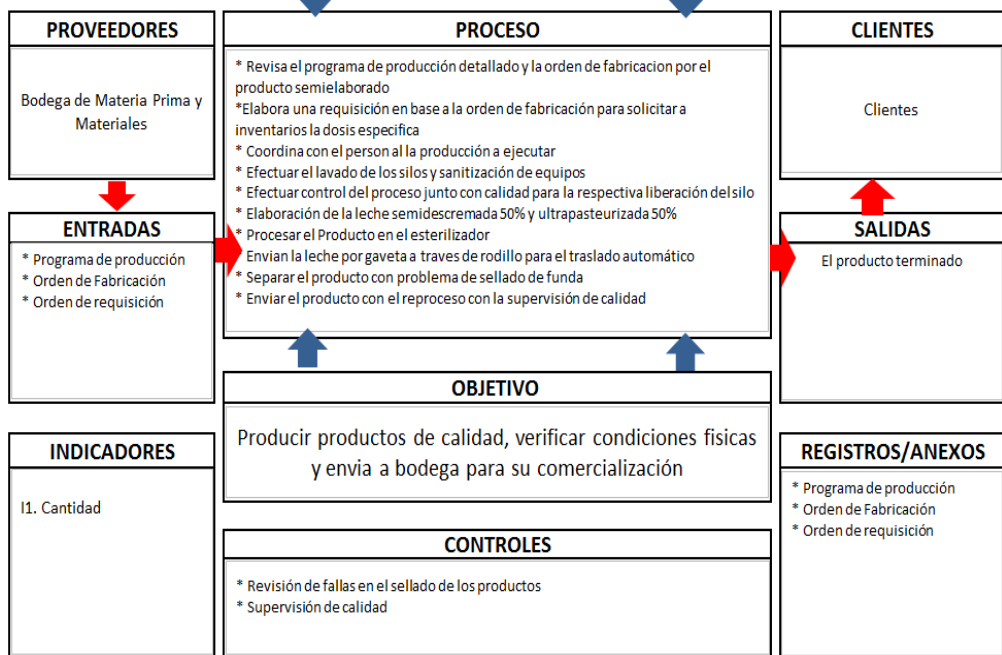 PROVEEDORES
Bodega de Materia Prima y
Materiales
ENTRADAS
* Programa de producción
* Orden de Fabricación
* Orden de requisición
INDICADORES
I1. Cantidad
PROCESO
* Revisa el programa de producción detallado y la orden de fabricacion por el
producto semielaborado
*Elabora una requisición en base a la orden de fabricación para solicitar a
inventarios la dosis especifica
* Coordina con el person al la producción a ejecutar
* Efectuar el lavado de los silos y sanitización de equipos
* Efectuar control del proceso junto con calidad para la respectiva liberación del silo
* Elaboración de la leche semidescremada 50% y ultrapasteurizada 50%
* Procesar el Producto en el esterilizador
Envian la leche por gaveta a traves de rodillo para el traslado automático
* Separar el producto con problema de sellado de funda
* Enviar el producto con el reproceso con la supervisión de calidad
OBJETIVO
Producir productos de calidad, verificar condiciones fisicas
y envia a bodega para su comercialización
CONTROLES
* Revisión de fallas en el sellado de los productos
* Supervisión de calidad
CLIENTES
Clientes
SALIDAS
El producto terminado
REGISTROS/ANEXOS
* Programa de producción
* Orden de Fabricación
* Orden de requisición